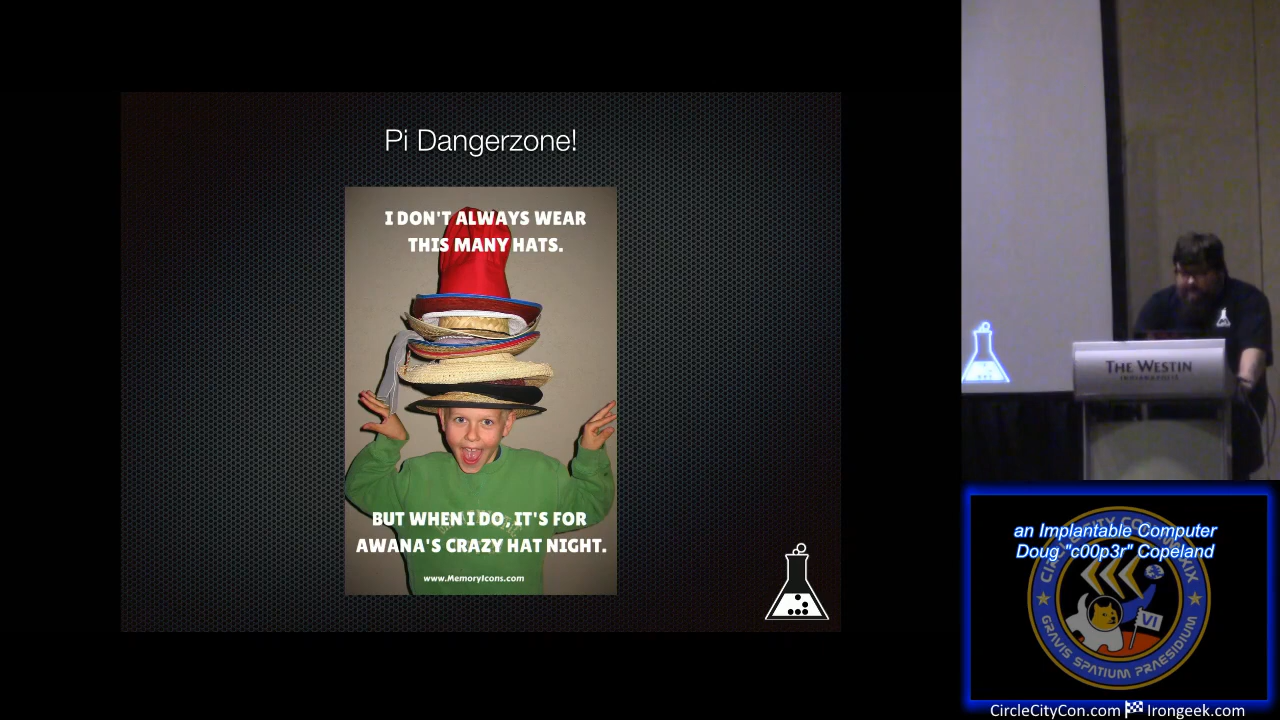 Pi Dangerzone!
I DON'T ALWAYS WEAR
THIS MANY HATS.
BUT WHEN I DO, IT'S FOR
AWANA'S CRAZY HAT NIGHT.
www.MemoryIcons.com
THE WESTIN
INDIANAPOLIS
an Implantable Computer
Doug "c00p3r" Copeland
VI
GRAVIS SPATIUM PRAESIDIUM
CircleCityCon.com Irongeek.com